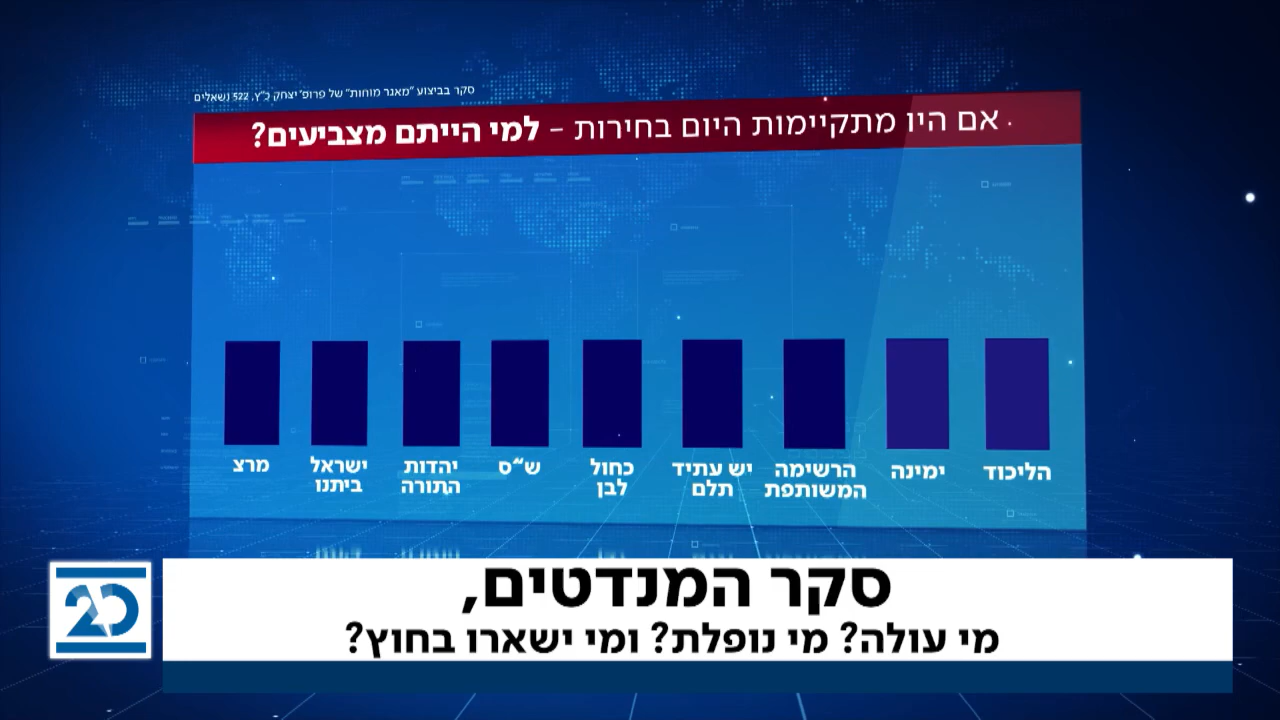 סקר בביצוע "מאגר מוחות" של פרופ' יצחק כ"ץ, 522 נשאלים
אם היו מתקיימות היום בחירות - למי הייתם מצביעים?
הליכוד
ימינה
הרשימה
המשותפת
יש עתיד
תלם
כחול
לבן
ש"ס
יהדות
התורה
ישראל
ביתנו
מרצ
20
סקר המנדטים,
מי עולה? מי נופלת? ומי ישארו בחוץ?